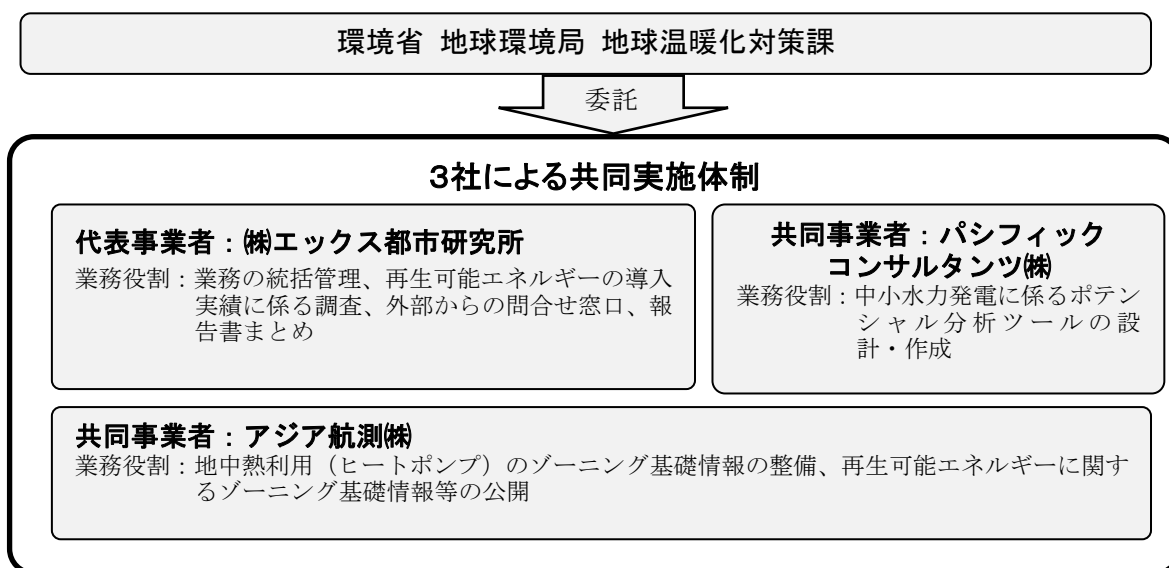 環境省 地球環境局 地球温暖化対策課
委託
3社による共同実施体制
代表事業者：㈱エックス都市研究所
業務役割：業務の統括管理、再生可能エネルギーの導入
実績に係る調査、外部からの問合せ窓口、報
告書まとめ
共同事業者：パシフィック
コンサルタンツ㈱
業務役割：中小水力発電に係るポテン
シャル分析ツールの設
計・作成
共同事業者：アジア航測㈱
業務役割：地中熱利用（ヒートポンプ）のゾーニング基礎情報の整備、再生可能エネルギーに関す
るゾーニング基礎情報等の公開